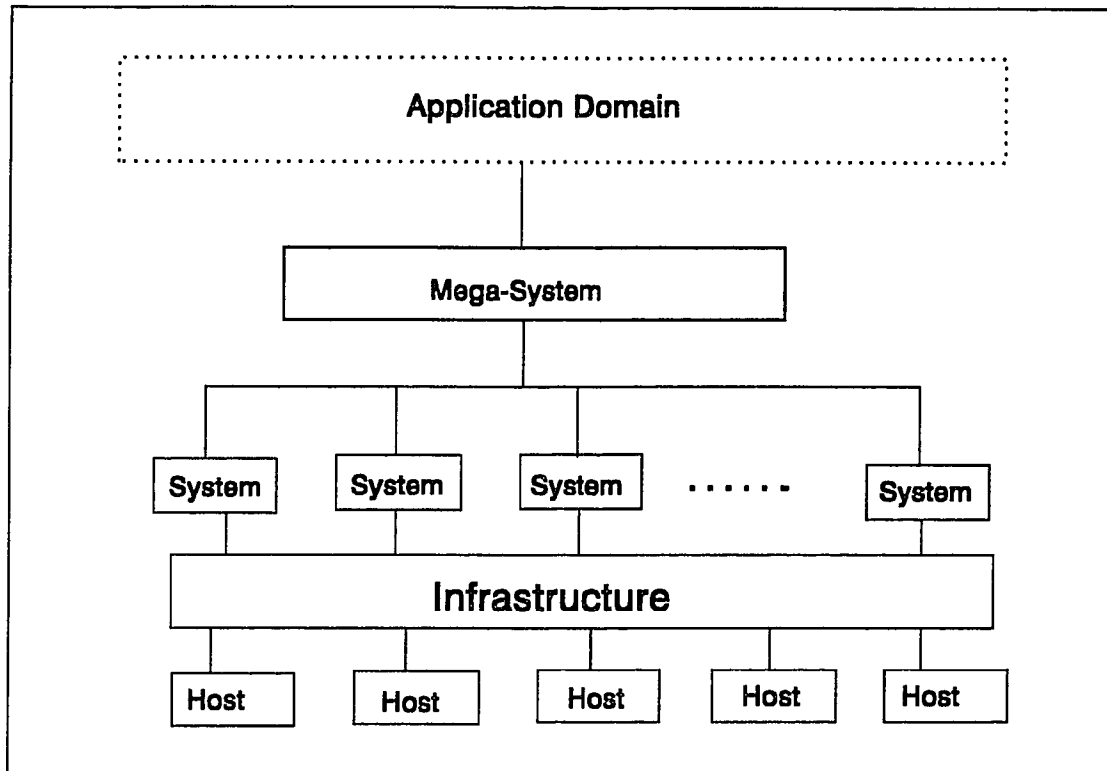 Application Domain
Mega-System
System System System ...... System
Infrastructure
Host Host Host Host Host